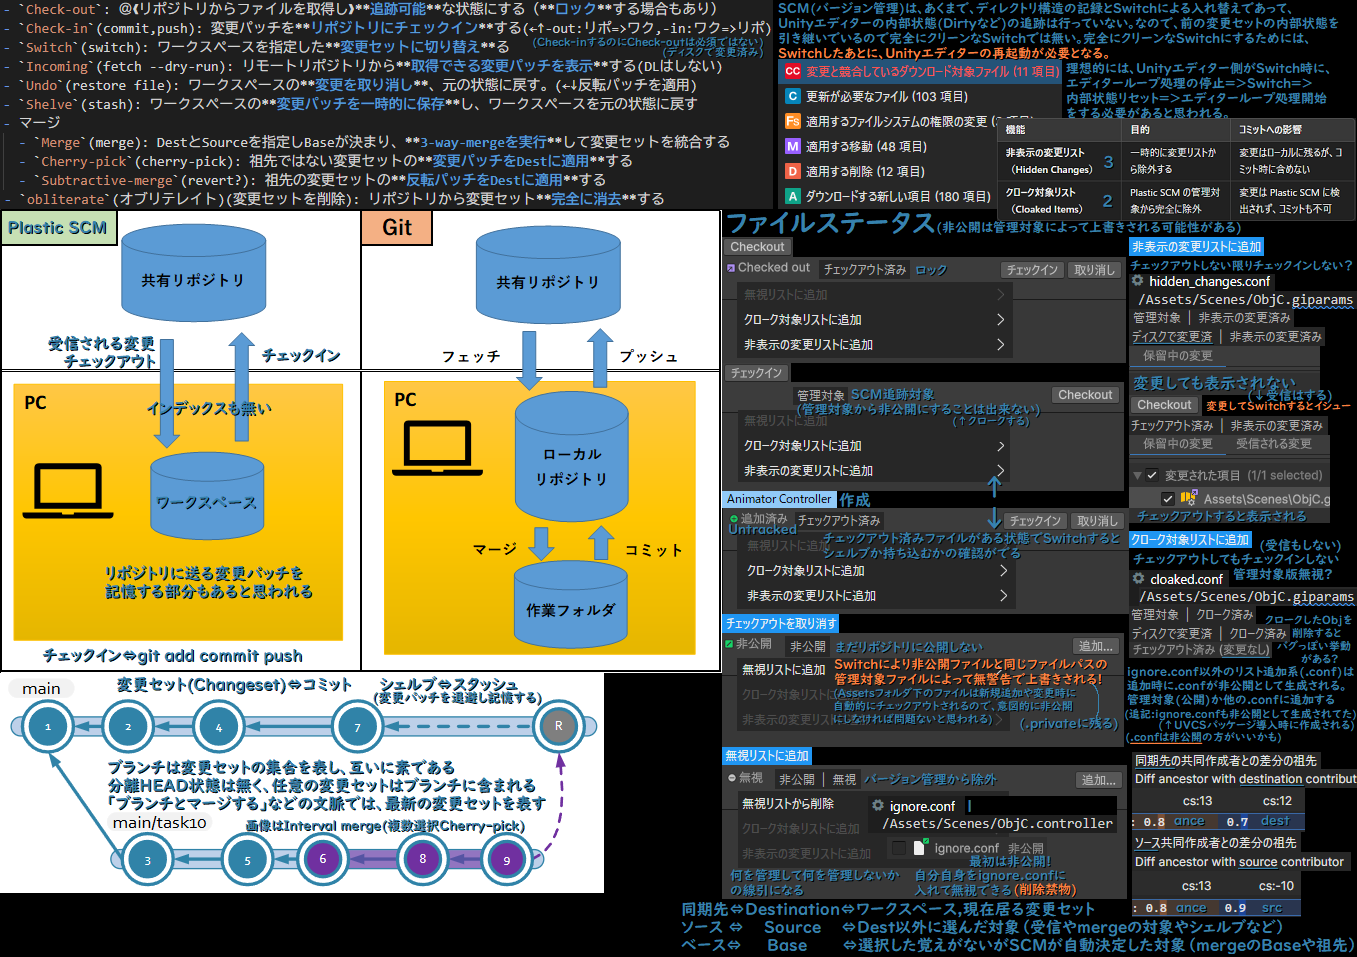 - `Check-out`: @《リポジトリからファイルを取得し》**追跡可能**な状態にする (**ロック**する場合もあり)
- `Check-in`(commit,push): 変更パッチを**リポジトリにチェックイン**する(←↑-out:リポ=>ワク,-in:ワク=>リポ)
- `Switch`(switch): ワークスペースを指定した**変更セットに切り替え**る
(Check-inするのにCheck-outは必須ではない)
(ディスクで変更済み)
- `Incoming`(fetch --dry-run): リモートリポジトリから**取得できる変更パッチを表示**する(DLはしない)
- `Undo`(restore file): ワークスペースの**変更を取り消し**、元の状態に戻す。(←↓反転パッチを適用)
- `Shelve`(stash): ワークスペースの**変更パッチを一時的に保存**し、ワークスペースを元の状態に戻す
- マージ
- `Merge`(merge): DestとSourceを指定しBaseが決まり、**3-way-mergeを実行**して変更セットを統合する
- `Cherry-pick`(cherry-pick): 祖先ではない変更セットの**変更パッチをDestに適用**する
- `Subtractive-merge`(revert?): 祖先の変更セットの**反転パッチをDestに適用**する
- `obliterate`(オブリテレイト)(変更セットを削除): リポジトリから変更セット**完全に消去**する
SCM(バージョン管理)は、あくまで、ディレクトリ構造の記録とSwitchによる入れ替えであって、
Unityエディターの内部状態(Dirtyなど)の追跡は行っていない。なので、前の変更セットの内部状態を
引き継いでいるので完全にクリーンなSwitchでは無い。完全にクリーンなSwitchにするためには、
Switchしたあとに、Unityエディターの再起動が必要となる。
CC 変更と競合しているダウンロード対象ファイル (11 項目)
C 更新が必要なファイル (103 項目)
Fs 適用するファイルシステムの権限の変更
M 適用する移動 (48 項目)
D 適用する削除 (12 項目)
A ダウンロードする新しい項目 (180 項目)
理想的には、Unityエディター側がSwitch時に、
エディターループ処理の停止=>Switch=>
内部状態リセット=>エディターループ処理開始
をする必要があると思われる。
機能 目的 コミットへの影響
非表示の変更リスト
(Hidden Changes)
3
一時的に変更リストか
ら除外する
変更はローカルに残るが、コ
ミット時に含めない
クローク対象リスト
(Cloaked Items)
2
Plastic SCM の管理対
象から完全に除外
変更は Plastic SCM に検
出されず、コミットも不可
Plastic SCM
共有リポジトリ
受信される変更
チェックアウト
チェックイン
PC
インデックスも無い
ワークスペース
リポジトリに送る変更パッチを
記憶する部分もあると思われる
チェックイン⇔git add commit push
Git
共有リポジトリ
フェッチ
プッシュ
PC
ローカル
リポジトリ
マージ
コミット
作業フォルダ
main
変更セット(Changeset)⇔コミット
シェルブ⇔スタッシュ
(変更パッチを退避し記憶する)
1
2
4
7
R
ブランチは変更セットの集合を表し、互いに素である
分離HEAD状態は無く、任意の変更セットはブランチに含まれる
「ブランチとマージする」などの文脈では、最新の変更セットを表す
main/task10
画像はInterval merge(複数選択Cherry-pick)
3
5
6
8
9
ファイルステータス(非公開は管理対象によって上書きされる可能性がある)
Checkout
Checked out
チェックアウト済み
ロック
チェックイン
取り消し
無視リストに追加
クローク対象リストに追加
非表示の変更リストに追加
チェックイン
管理対象
SCM追跡対象
Checkout
(管理対象から非公開にすることは出来ない)
(↑クロークする)
無視リストに追加
クローク対象リストに追加
非表示の変更リストに追加
Animator Controller
作成
追加済み
チェックアウト済み
チェックイン
取り消し
Untracked
チェックアウト済みファイルがある状態でSwitchすると
シェルブか持ち込むかの確認がでる
無視リストに追加
クローク対象リストに追加
非表示の変更リストに追加
チェックアウトを取り消す
非公開
非公開
まだリポジトリに公開しない
追加...
無視リストに追加
Switchにより非公開ファイルと同じファイルパスの
管理対象ファイルによって無警告で上書きされる!
(Assetsフォルダ下のファイルは新規追加や変更時に
自動的にチェックアウトされるので、意図的に非公開
にしなければ問題ないと思われる)
(.privateに残る)
無視リストに追加
無視
非公開 | 無視
バージョン管理から除外
追加...
無視リストから削除
クローク対象リストに追加
非表示の変更リストに追加
ignore.conf
/Assets/Scenes/ObjC.controller
ignore.conf 非公開
最初は非公開!
何を管理して何を管理しないか
の線引になる
自分自身をignore.confに
入れて無視できる(削除禁物)
非表示の変更リストに追加
チェックアウトしない限りチェックインしない?
hidden_changes.conf
/Assets/Scenes/ObjC.giparams
管理対象 | 非表示の変更済み
ディスクで変更済 | 非表示の変更済み
保留中の変更
変更しても表示されない
(↓受信はする)
Checkout
変更してSwitchするとイシュー
チェックアウト済み | 非表示の変更済み
保留中の変更 受信される変更
変更された項目 (1/1 selected)
Assets\Scenes\ObjC.g
チェックアウトすると表示される
クローク対象リストに追加
(受信もしない)
チェックアウトしてもチェックインしない
cloaked.conf
管理対象版無視?
/Assets/Scenes/ObjC.giparams
管理対象 | クローク済み
ディスクで変更済 | クローク済み
チェックアウト済み (変更なし)
クロークしたObjを
削除すると
バグっぽい挙動
がある?
ignore.conf以外のリスト追加系(.conf)は
追加時に.confが非公開として生成される。
管理対象(公開)か他の.confに追加する
(追記:ignore.confも非公開として生成されてた)
(↑UVCSパッケージ導入時に作成される)
(.confは非公開の方がいいかも)
同期先の共同作成者との差分の祖先
Diff ancestor with destination contribut
cs:13 cs:12
: 0.8 ance 0.7 dest
ソース共同作成者との差分の祖先
Diff ancestor with source contributor
cs:13 cs:-10
: 0.8 ance 0.9 src
同期先⇔Destination⇔ワークスペース,現在居る変更セット
ソース ⇔ Source ⇔Dest以外に選んだ対象 (受信やmergeの対象やシェルブなど)
ベース⇔ Base ⇔選択した覚えがないがSCMが自動決定した対象 (mergeのBaseや祖先)